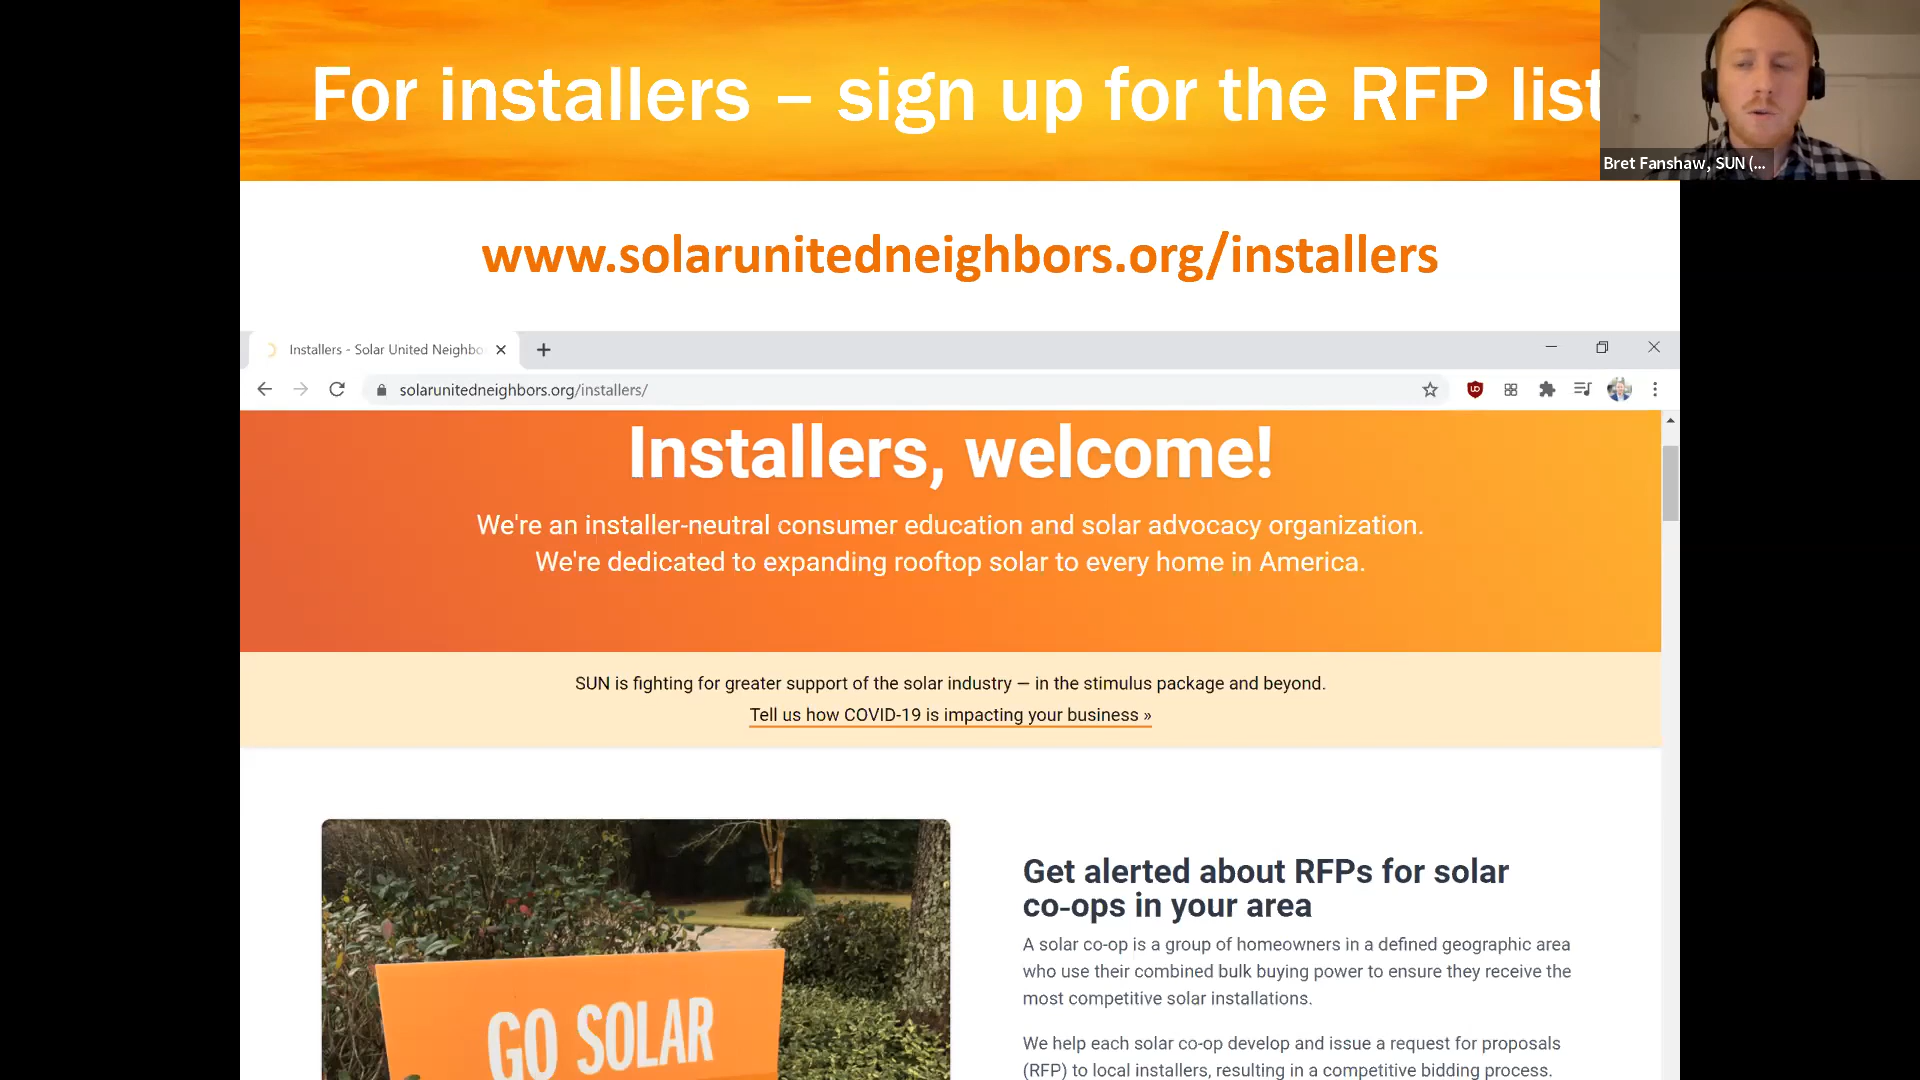 For installers – sign up for the RFP list
Bret Fanshaw, SUN (...
www.solarunitedneighbors.org/installers
Installers - Solar United Neighbo
solarunitedneighbors.org/installers/
Installers, welcome!
We're an installer-neutral consumer education and solar advocacy organization.
We're dedicated to expanding rooftop solar to every home in America.
SUN is fighting for greater support of the solar industry — in the stimulus package and beyond.
Tell us how COVID-19 is impacting your business »
GO SOLAR
Get alerted about RFPs for solar
co-ops in your area
A solar co-op is a group of homeowners in a defined geographic area
who use their combined bulk buying power to ensure they receive the
most competitive solar installations.
We help each solar co-op develop and issue a request for proposals
(RFP) to local installers, resulting in a competitive bidding process.